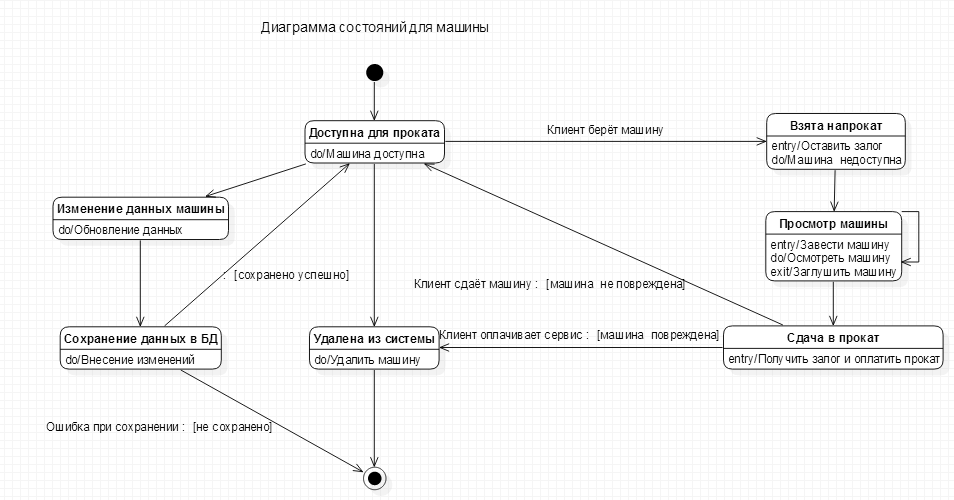 Диаграмма состояний для машины
Доступна для проката
do/Машина доступна
Клиент берёт машину
Взята напрокат
entry/Оставить залог
do/Машина недоступна
Изменение данных машины
do/Обновление данных
Просмотр машины
entry/Завести машину
do/Осмотреть машину
exit/Заглушить машину
: [сохранено успешно]
Клиент сдаёт машину : [машина не повреждена]
Сохранение данных в БД
do/Внесение изменений
Удалена из системы
do/Удалить машину
Клиент оплачивает сервис : [машина повреждена]
Сдача в прокат
entry/Получить залог и оплатить прокат
Ошибка при сохранении : [не сохранено]